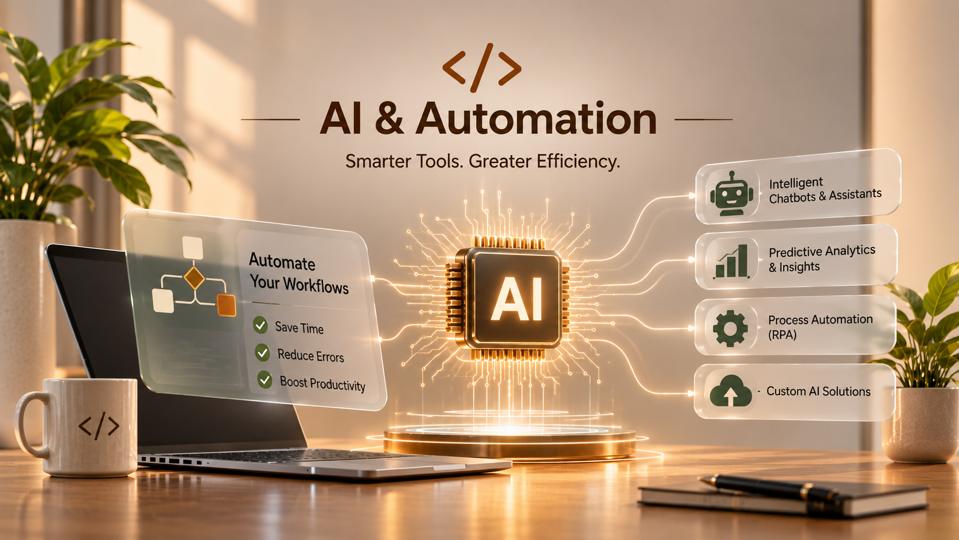 </>
AI & Automation
Smarter Tools. Greater Efficiency.
Automate
Your Workflows
Save Time
Reduce Errors
Boost Productivity
AI
Intelligent
Chatbots & Assistants
Predictive Analytics
& Insights
Process Automation
(RPA)
Custom AI Solutions
</>